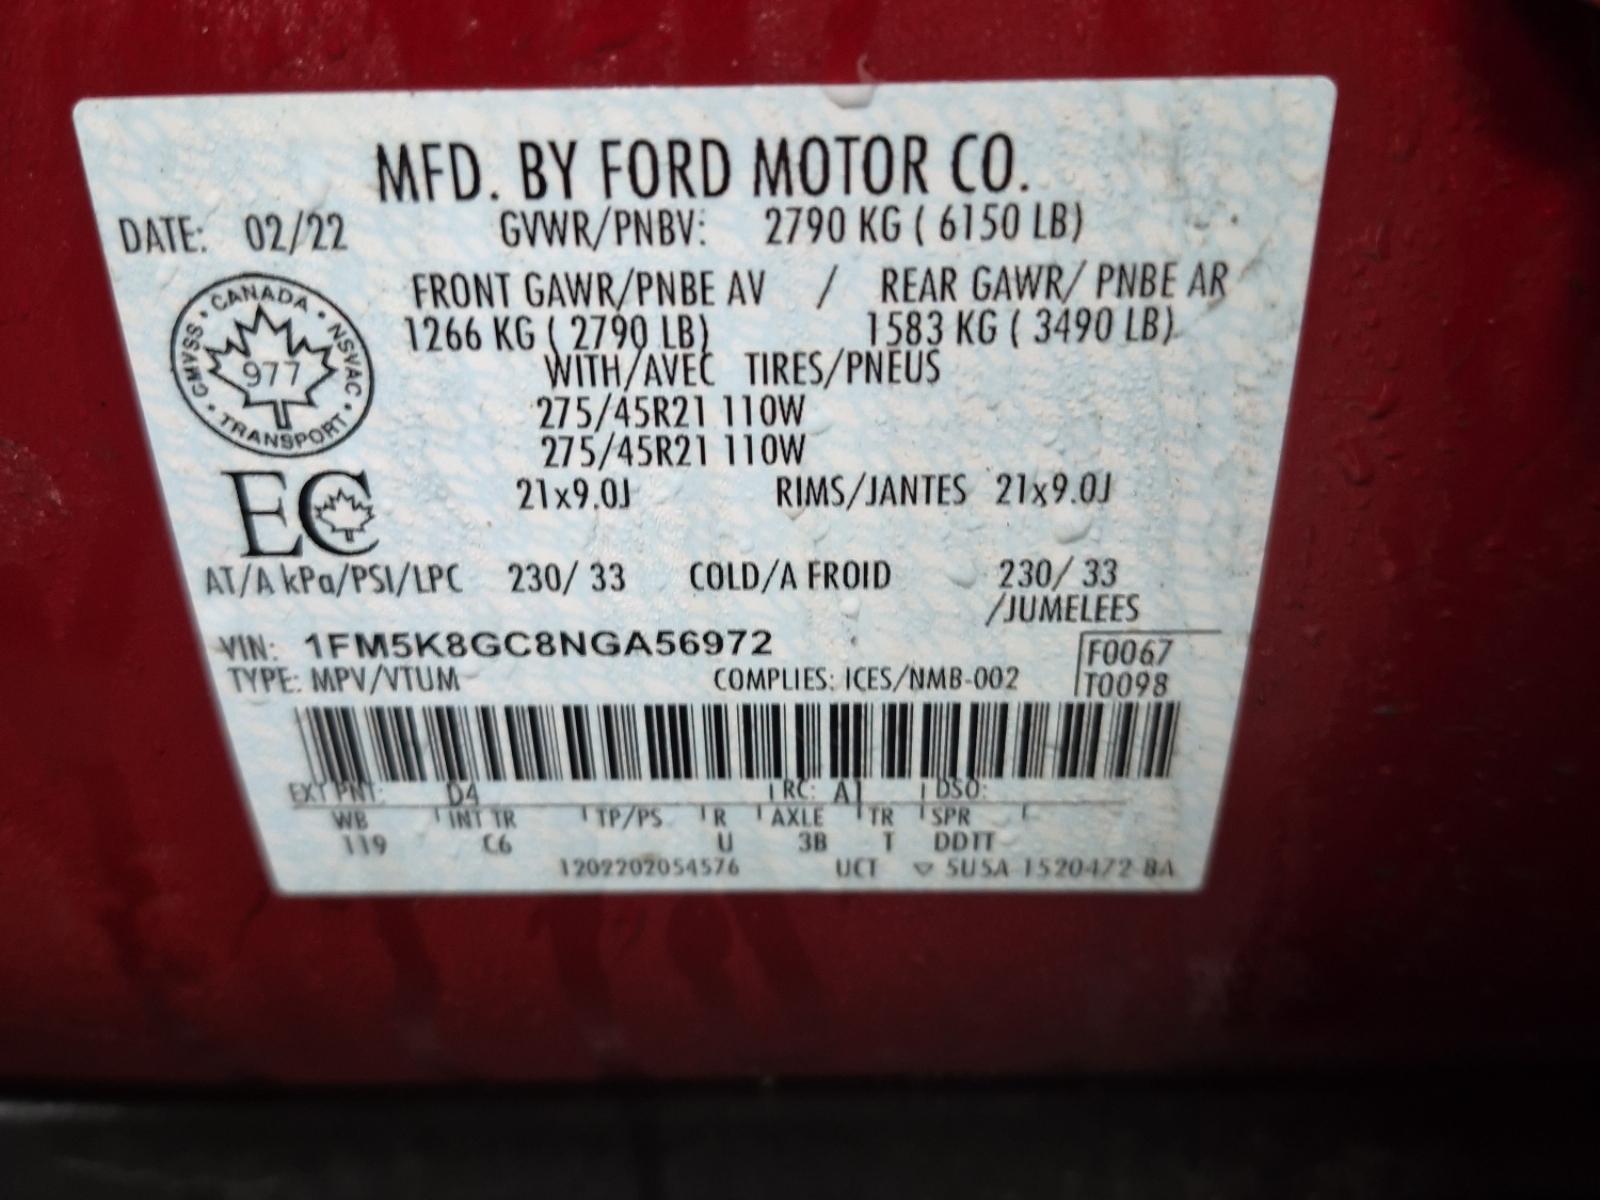 MFD. BY FORD MOTOR CO.
DATE: 02/22 GVWR/PNBV: 2790 KG ( 6150 LB)
FRONT GAWR/PNBE AV / REAR GAWR/ PNBE AR
1266 KG ( 2790 LB) 1583 KG ( 3490 LB)
WITH/AVEC TIRES/PNEUS
275/45R21 110W
275/45R21 110W
21x9.0J RIMS/JANTES 21x9.0J
CANADA · NSVAC · TRANSPORT · CMVSS ·
977
EC
AT/A kPa/PSI/LPC 230/ 33 COLD/A FROID 230/ 33
/JUMELEES
VIN: 1FM5K8GC8NGA56972
F0067
TYPE: MPV/VTUM COMPLIES: ICES/NMB-002
T0098
EXT PNT: D4 RC: A1 DSO:
WB INT TR TP/PS R AXLE TR SPR
119 C6 U 3B T DDTT
1202202054576 UCT ▽ 5U5A-1520472-BA